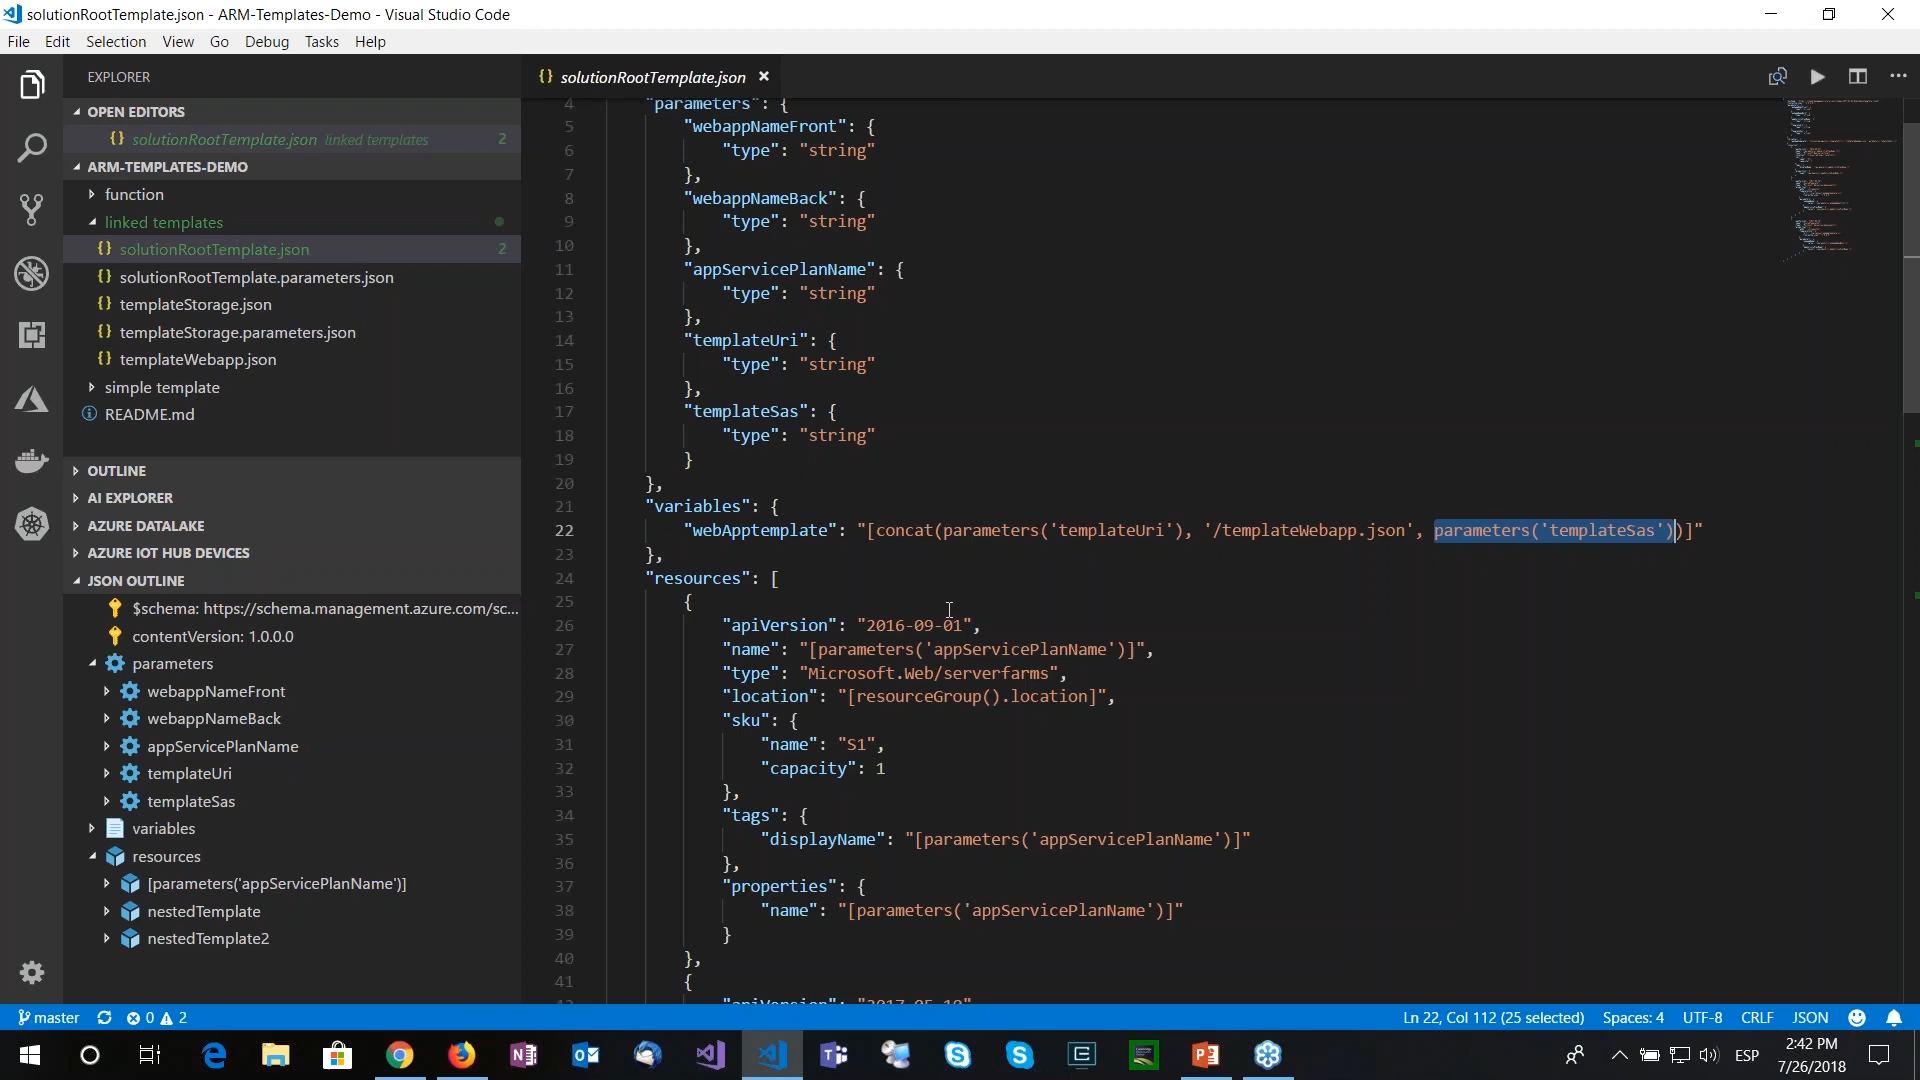 solutionRootTemplate.json - ARM-Templates-Demo - Visual Studio Code
File Edit Selection View Go Debug Tasks Help
EXPLORER
OPEN EDITORS
{} solutionRootTemplate.json linked templates 2
ARM-TEMPLATES-DEMO
function
linked templates
{} solutionRootTemplate.json 2
{} solutionRootTemplate.parameters.json
{} templateStorage.json
{} templateStorage.parameters.json
{} templateWebapp.json
simple template
README.md
OUTLINE
AI EXPLORER
AZURE DATALAKE
AZURE IOT HUB DEVICES
JSON OUTLINE
$schema: https://schema.management.azure.com/sc...
contentVersion: 1.0.0.0
parameters
webappNameFront
webappNameBack
appServicePlanName
templateUri
templateSas
variables
resources
[parameters('appServicePlanName')]
nestedTemplate
nestedTemplate2
{} solutionRootTemplate.json
4 "parameters": {
5 "webappNameFront": {
6 "type": "string"
7 },
8 "webappNameBack": {
9 "type": "string"
10 },
11 "appServicePlanName": {
12 "type": "string"
13 },
14 "templateUri": {
15 "type": "string"
16 },
17 "templateSas": {
18 "type": "string"
19 }
20 },
21 "variables": {
22 "webApptemplate": "[concat(parameters('templateUri'), '/templateWebapp.json', parameters('templateSas'))]"
23 },
24 "resources": [
25 {
26 "apiVersion": "2016-09-01",
27 "name": "[parameters('appServicePlanName')]",
28 "type": "Microsoft.Web/serverfarms",
29 "location": "[resourceGroup().location]",
30 "sku": {
31 "name": "S1",
32 "capacity": 1
33 },
34 "tags": {
35 "displayName": "[parameters('appServicePlanName')]"
36 },
37 "properties": {
38 "name": "[parameters('appServicePlanName')]"
39 }
40 },
41 {
42 "apiVersion": "2017-05-10"
master 0 2
Ln 22, Col 112 (25 selected) Spaces: 4 UTF-8 CRLF JSON
ESP
2:42 PM
7/26/2018